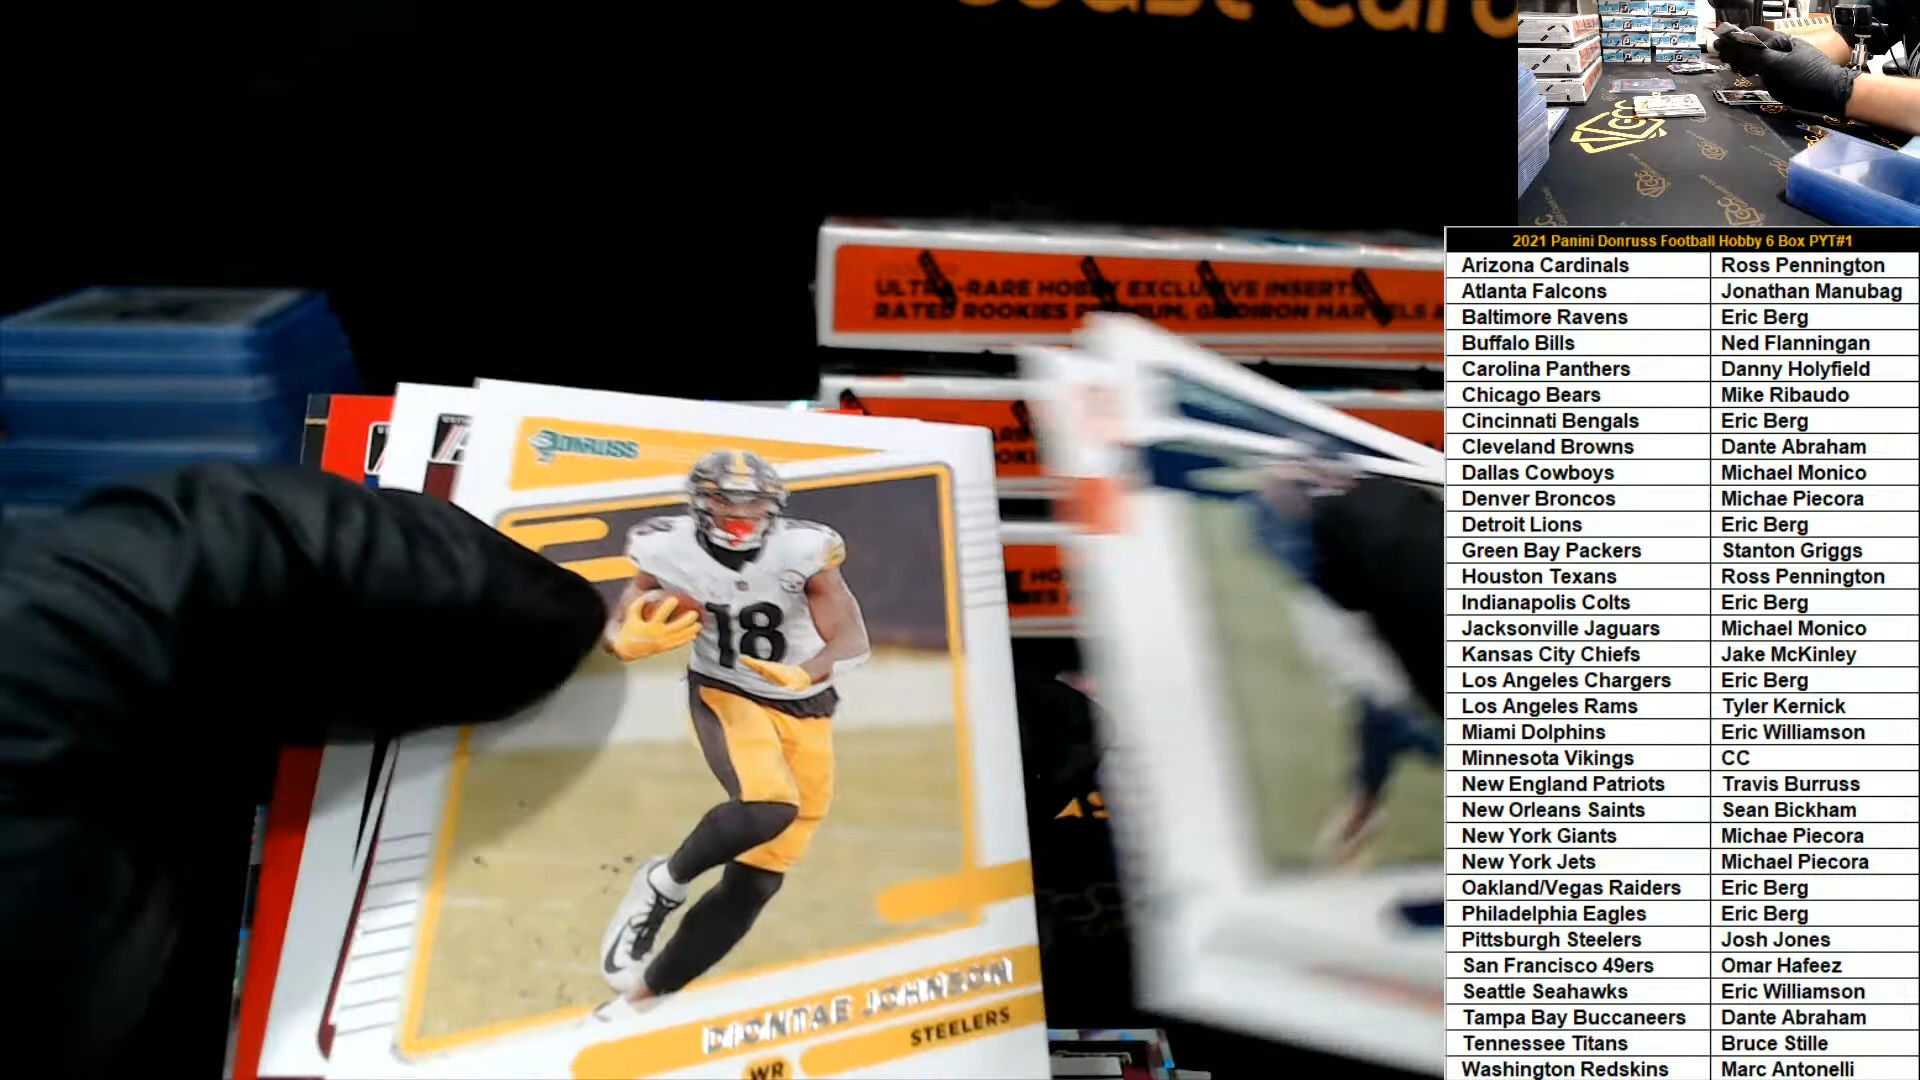 Coast Card
2021 Panini Donruss Football Hobby 6 Box PYT#1
Arizona Cardinals Ross Pennington
Atlanta Falcons Jonathan Manubag
Baltimore Ravens Eric Berg
Buffalo Bills Ned Flanningan
Carolina Panthers Danny Holyfield
Chicago Bears Mike Ribaudo
Cincinnati Bengals Eric Berg
Cleveland Browns Dante Abraham
Dallas Cowboys Michael Monico
Denver Broncos Michae Piecora
Detroit Lions Eric Berg
Green Bay Packers Stanton Griggs
Houston Texans Ross Pennington
Indianapolis Colts Eric Berg
Jacksonville Jaguars Michael Monico
Kansas City Chiefs Jake McKinley
Los Angeles Chargers Eric Berg
Los Angeles Rams Tyler Kernick
Miami Dolphins Eric Williamson
Minnesota Vikings CC
New England Patriots Travis Burruss
New Orleans Saints Sean Bickham
New York Giants Michae Piecora
New York Jets Michael Piecora
Oakland/Vegas Raiders Eric Berg
Philadelphia Eagles Eric Berg
Pittsburgh Steelers Josh Jones
San Francisco 49ers Omar Hafeez
Seattle Seahawks Eric Williamson
Tampa Bay Buccaneers Dante Abraham
Tennessee Titans Bruce Stille
Washington Redskins Marc Antonelli
ULTRA-RARE HOBBY EXCLUSIVE INSERTS
RATED ROOKIES PREMIUM, GRIDIRON MARVELS &
DONRUSS
18
DIONTAE JOHNSON
STEELERS
WR